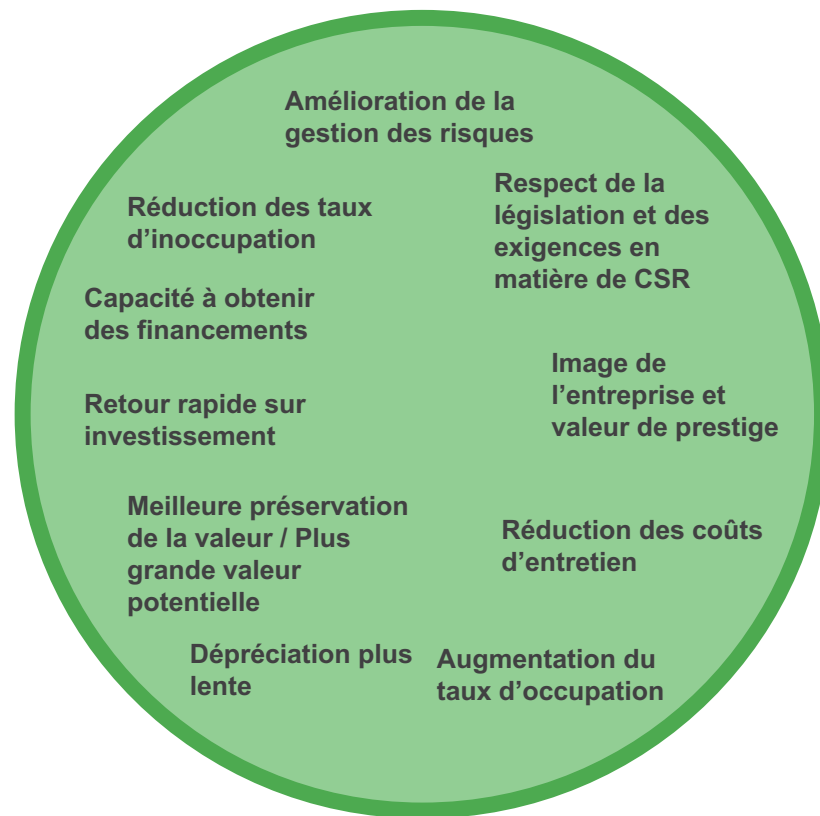 Amélioration de la
gestion des risques
Respect de la
législation et des
exigences en
matière de CSR
Réduction des taux
d’inoccupation
Capacité à obtenir
des financements
Image de
l’entreprise et
valeur de prestige
Retour rapide sur
investissement
Meilleure préservation
de la valeur / Plus
grande valeur
potentielle
Réduction des coûts
d’entretien
Dépréciation plus
lente
Augmentation du
taux d’occupation